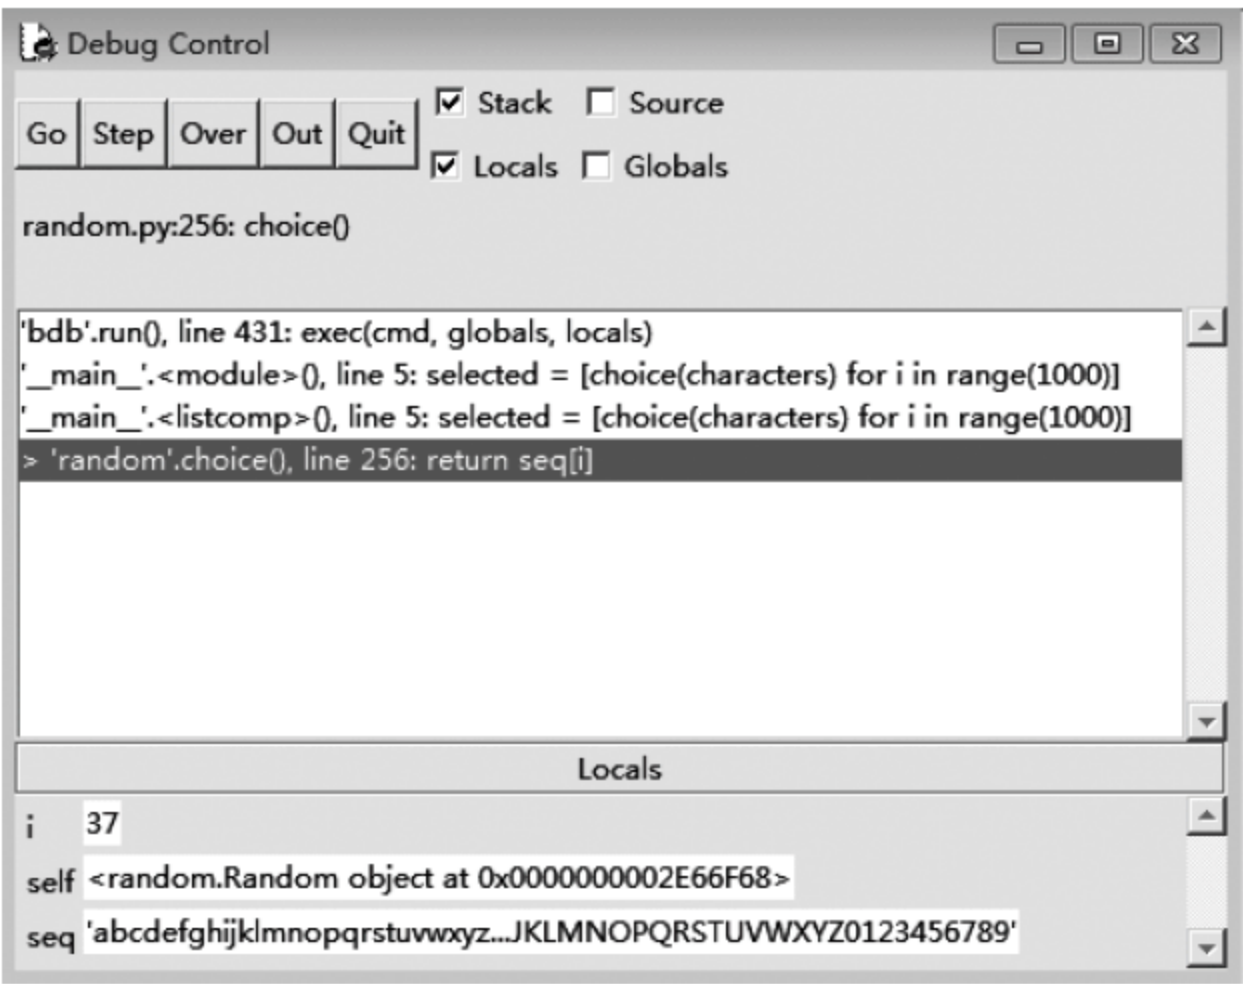 Debug Control
Go Step Over Out Quit
Stack Source
Locals Globals
random.py:256: choice()
'bdb'.run(), line 431: exec(cmd, globals, locals)
'__main__'.<module>(), line 5: selected = [choice(characters) for i in range(1000)]
'__main__'.<listcomp>(), line 5: selected = [choice(characters) for i in range(1000)]
> 'random'.choice(), line 256: return seq[i]
Locals
i 37
self <random.Random object at 0x0000000002E66F68>
seq 'abcdefghijklmnopqrstuvwxyz...JKLMNOPQRSTUVWXYZ0123456789'